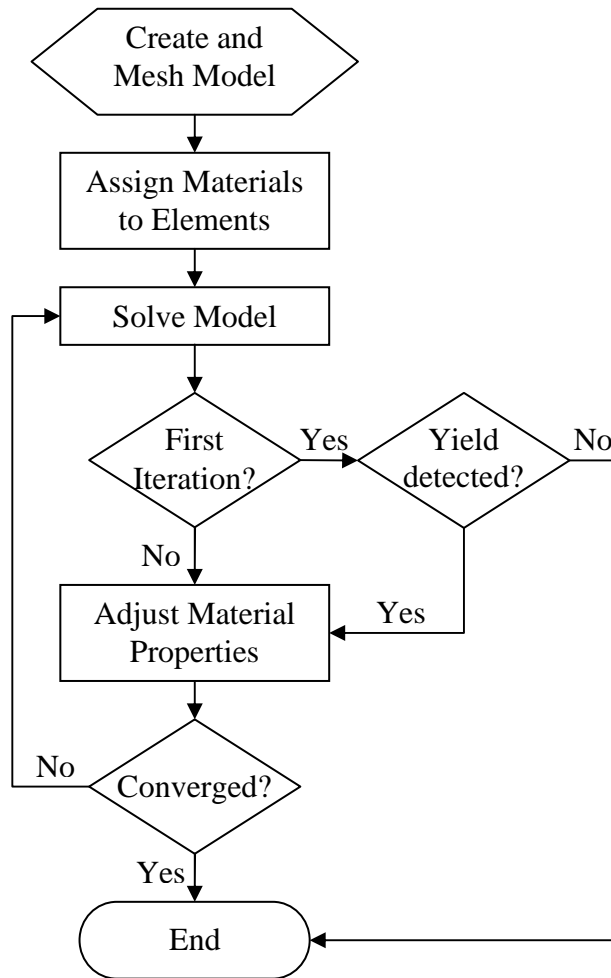 Create and
Mesh Model
Assign Materials
to Elements
Solve Model
First
Iteration?
Yes
Yield
detected?
No
No
Yes
Adjust Material
Properties
No
Converged?
Yes
End